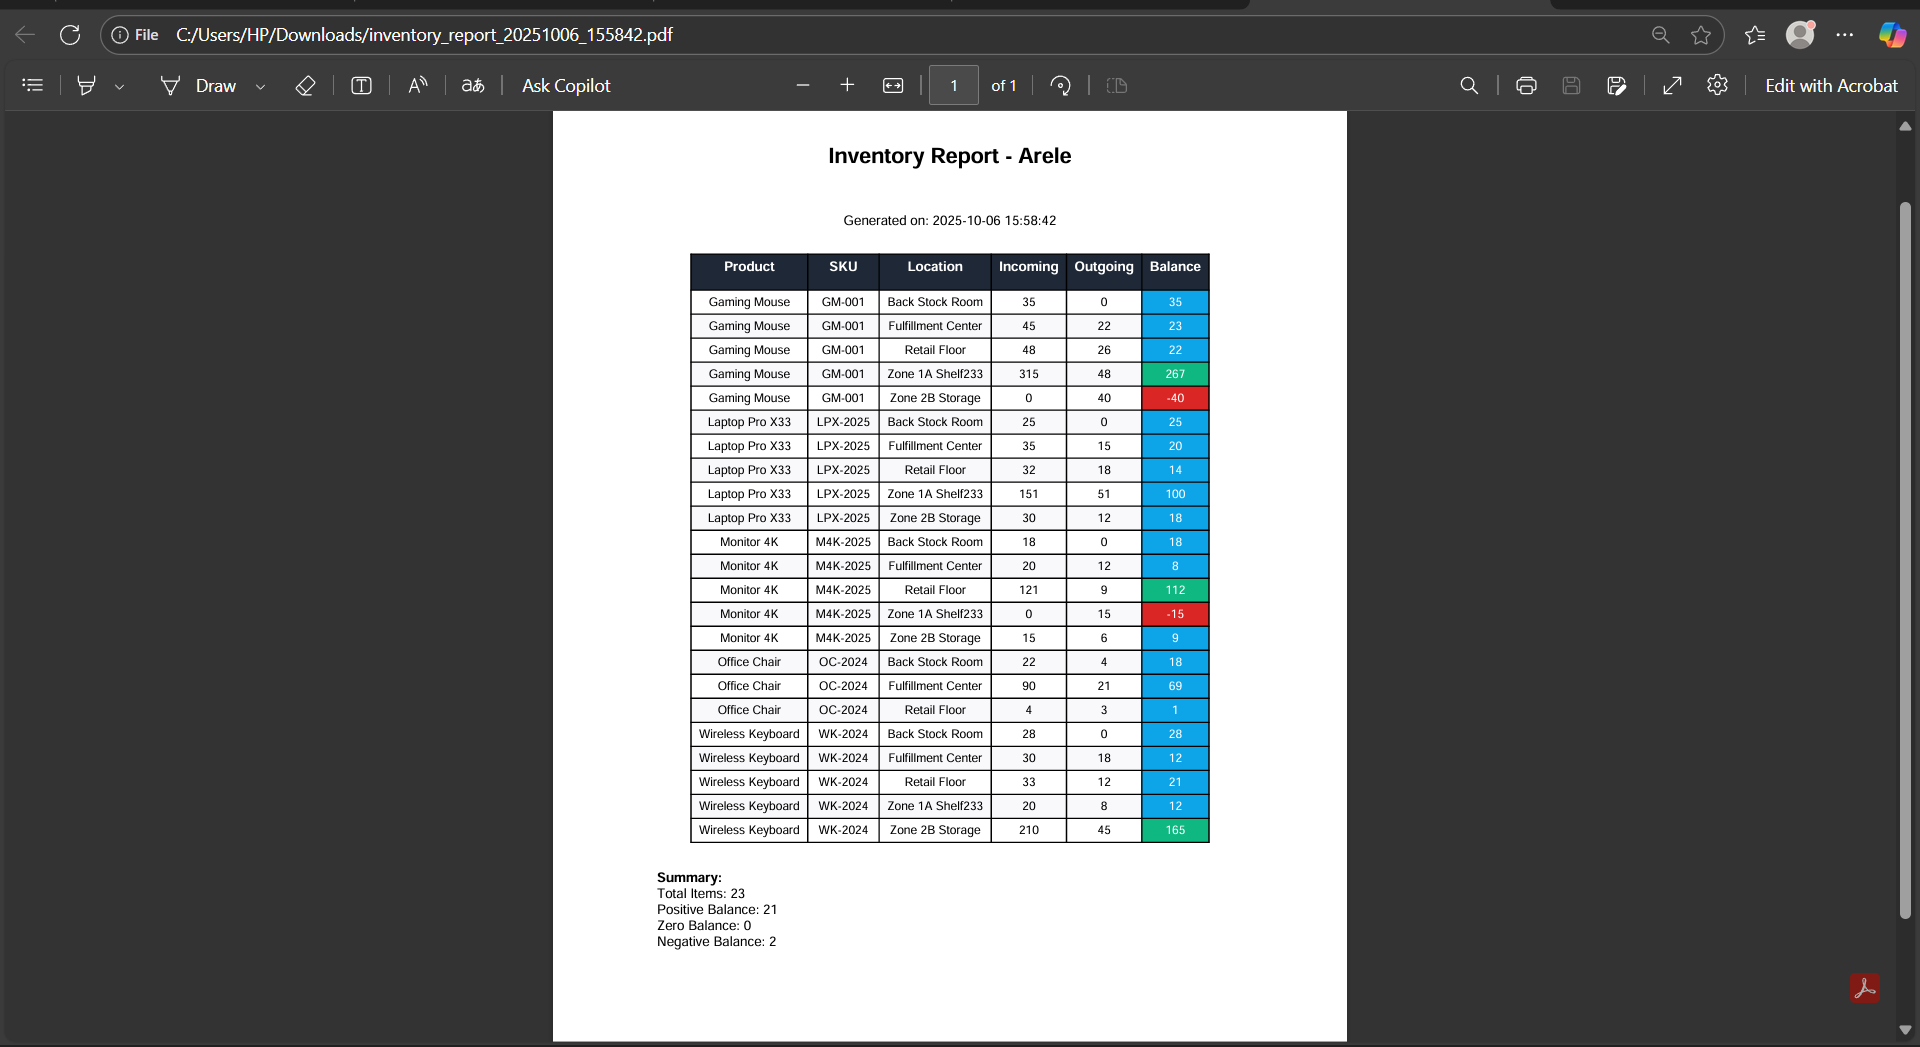 File C:/Users/HP/Downloads/inventory_report_20251006_155842.pdf
Draw T A aあ Ask Copilot 1 of 1 Edit with Acrobat
Inventory Report - Arele
Generated on: 2025-10-06 15:58:42
Product SKU Location Incoming Outgoing Balance
Gaming Mouse GM-001 Back Stock Room 35 0 35
Gaming Mouse GM-001 Fulfillment Center 45 22 23
Gaming Mouse GM-001 Retail Floor 48 26 22
Gaming Mouse GM-001 Zone 1A Shelf233 315 48 267
Gaming Mouse GM-001 Zone 2B Storage 0 40 -40
Laptop Pro X33 LPX-2025 Back Stock Room 25 0 25
Laptop Pro X33 LPX-2025 Fulfillment Center 35 15 20
Laptop Pro X33 LPX-2025 Retail Floor 32 18 14
Laptop Pro X33 LPX-2025 Zone 1A Shelf233 151 51 100
Laptop Pro X33 LPX-2025 Zone 2B Storage 30 12 18
Monitor 4K M4K-2025 Back Stock Room 18 0 18
Monitor 4K M4K-2025 Fulfillment Center 20 12 8
Monitor 4K M4K-2025 Retail Floor 121 9 112
Monitor 4K M4K-2025 Zone 1A Shelf233 0 15 -15
Monitor 4K M4K-2025 Zone 2B Storage 15 6 9
Office Chair OC-2024 Back Stock Room 22 4 18
Office Chair OC-2024 Fulfillment Center 90 21 69
Office Chair OC-2024 Retail Floor 4 3 1
Wireless Keyboard WK-2024 Back Stock Room 28 0 28
Wireless Keyboard WK-2024 Fulfillment Center 30 18 12
Wireless Keyboard WK-2024 Retail Floor 33 12 21
Wireless Keyboard WK-2024 Zone 1A Shelf233 20 8 12
Wireless Keyboard WK-2024 Zone 2B Storage 210 45 165
Summary:
Total Items: 23
Positive Balance: 21
Zero Balance: 0
Negative Balance: 2